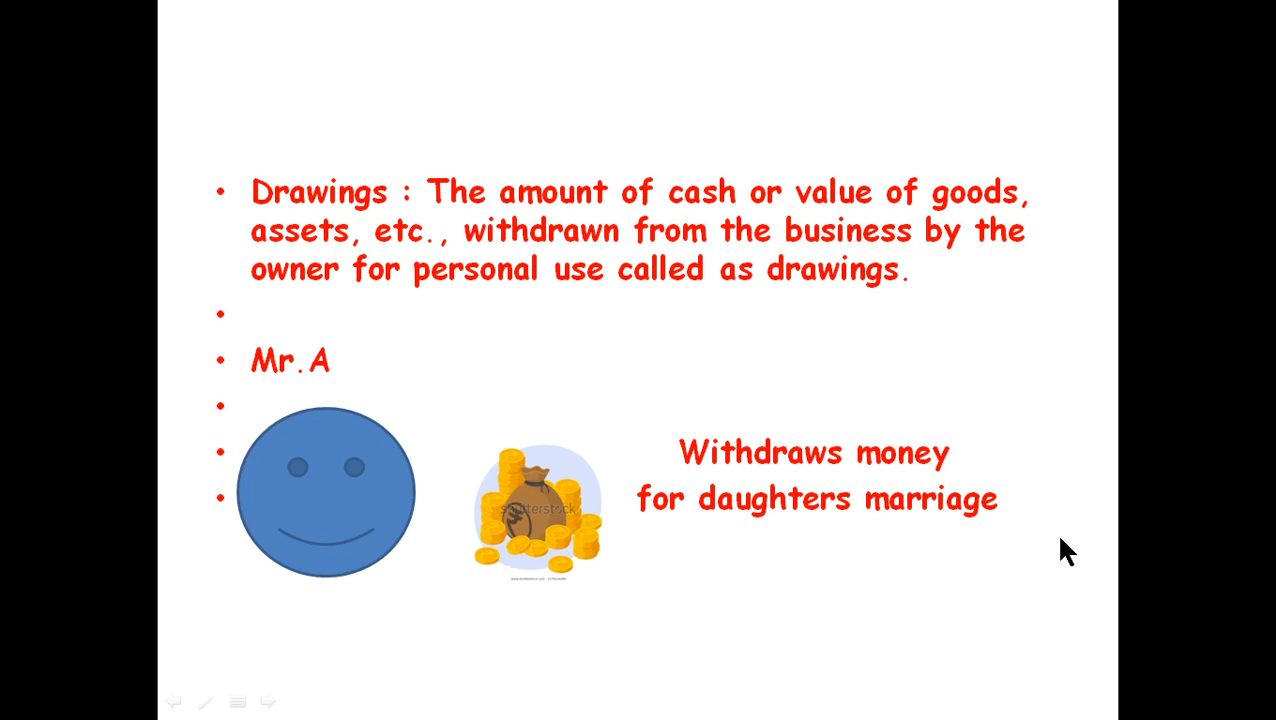 • Drawings : The amount of cash or value of goods,
assets, etc., withdrawn from the business by the
owner for personal use called as drawings.
•
• Mr.A
•
•
•
Withdraws money
for daughters marriage
shutterstock